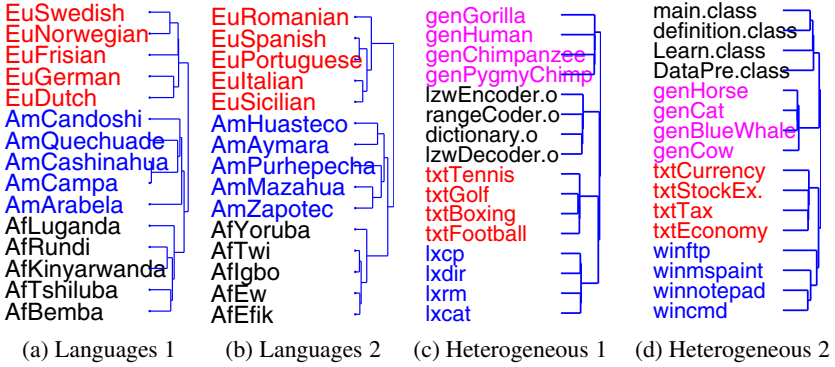 EuSwedish
EuNorwegian
EuFrisian
EuGerman
EuDutch
AmCandoshi
AmQuechuade
AmCashinahua
AmCampa
AmArabela
AfLuganda
AfRundi
AfKinyarwanda
AfTshiluba
AfBemba
(a) Languages 1
EuRomanian
EuSpanish
EuPortuguese
EuItalian
EuSicilian
AmHuasteco
AmAymara
AmPurhepecha
AmMazahua
AmZapotec
AfYoruba
AfTwi
AfIgbo
AfEw
AfEfik
(b) Languages 2
genGorilla
genHuman
genChimpanzee
genPygmyChimp
lzwEncoder.o
rangeCoder.o
dictionary.o
lzwDecoder.o
txtTennis
txtGolf
txtBoxing
txtFootball
lxcp
lxdir
lxrm
lxcat
(c) Heterogeneous 1
main.class
definition.class
Learn.class
DataPre.class
genHorse
genCat
genBlueWhale
genCow
txtCurrency
txtStockEx.
txtTax
txtEconomy
winftp
winmspaint
winnotepad
wincmd
(d) Heterogeneous 2